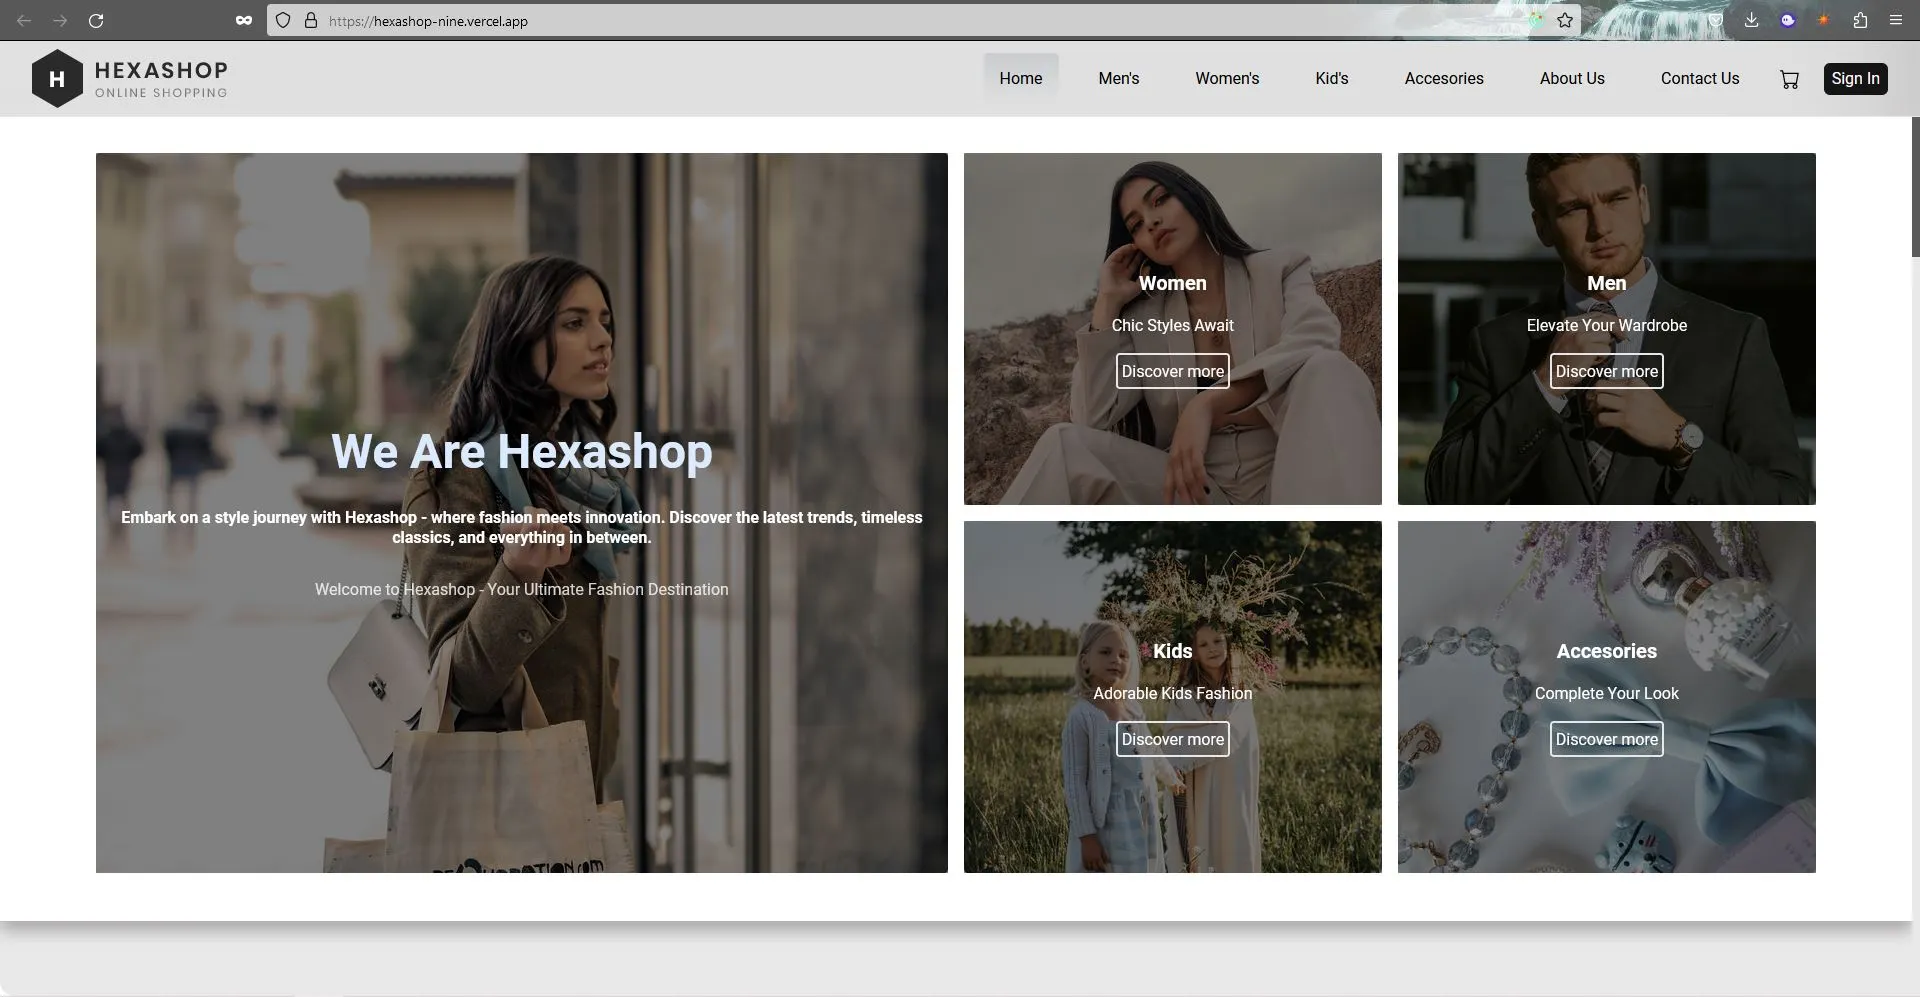 https://hexashop-nine.vercel.app
H
HEXASHOP
ONLINE SHOPPING
Home
Men's
Women's
Kid's
Accesories
About Us
Contact Us
Sign In
We Are Hexashop
Embark on a style journey with Hexashop - where fashion meets innovation. Discover the latest trends, timeless
classics, and everything in between.
Welcome to Hexashop - Your Ultimate Fashion Destination
Women
Chic Styles Await
Discover more
Men
Elevate Your Wardrobe
Discover more
Kids
Adorable Kids Fashion
Discover more
Accesories
Complete Your Look
Discover more